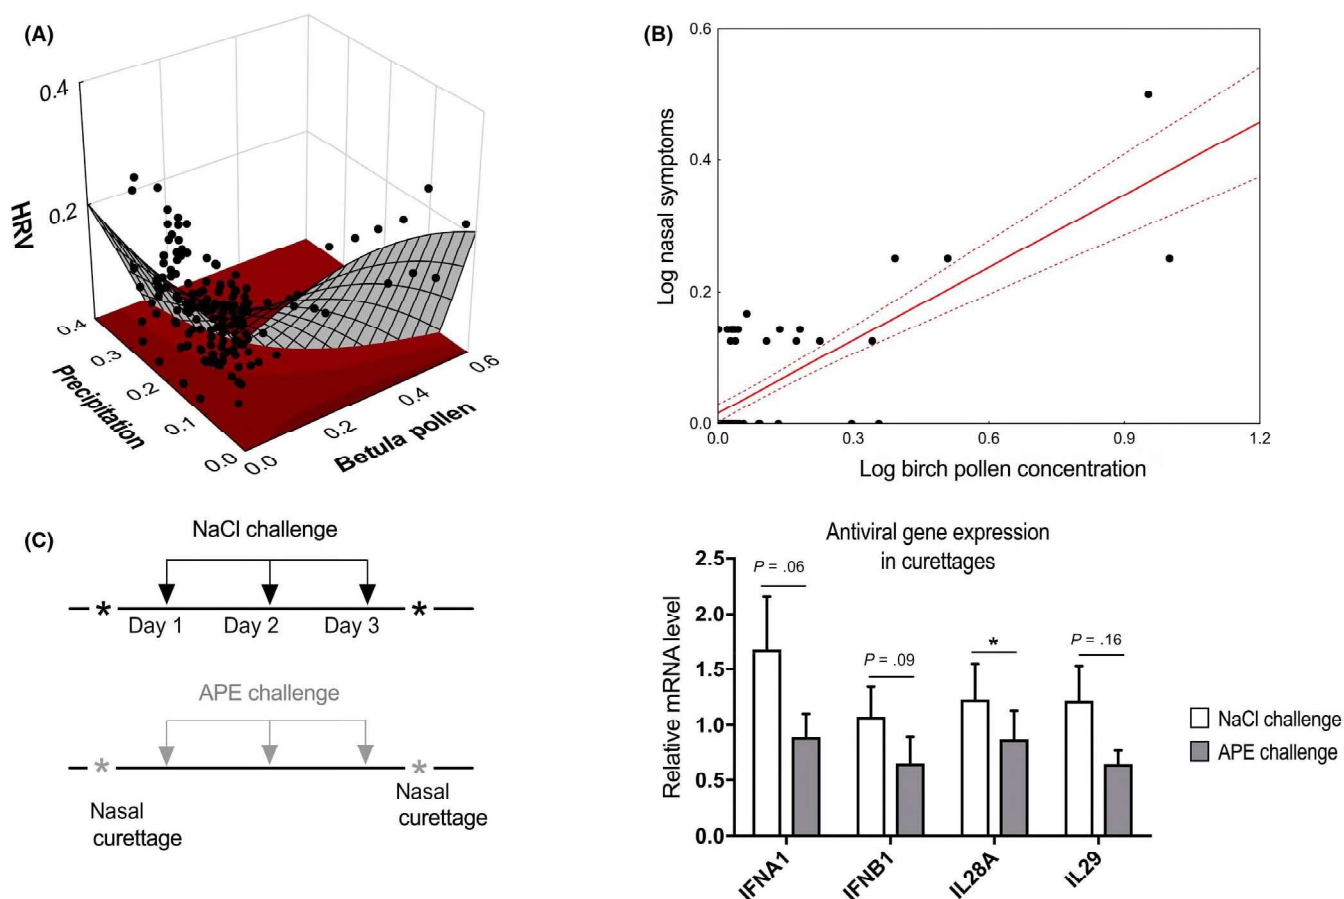 (A)
0.4
0.2
HRV
0.4
0.3
0.2
0.1
0.0
Precipitation
0.0
0.2
0.4
0.6
Betula pollen
(B)
0.6
0.4
0.2
0.0
Log nasal symptoms
0.0 0.3 0.6 0.9 1.2
Log birch pollen concentration
(C)
NaCl challenge
* Day 1 Day 2 Day 3 *
APE challenge
* *
Nasal
curettage
Nasal
curettage
Antiviral gene expression
in curettages
2.5
2.0
1.5
1.0
0.5
0.0
Relative mRNA level
P = .06
P = .09
*
P = .16
IFNA1 IFNB1 IL28A IL29
NaCl challenge
APE challenge